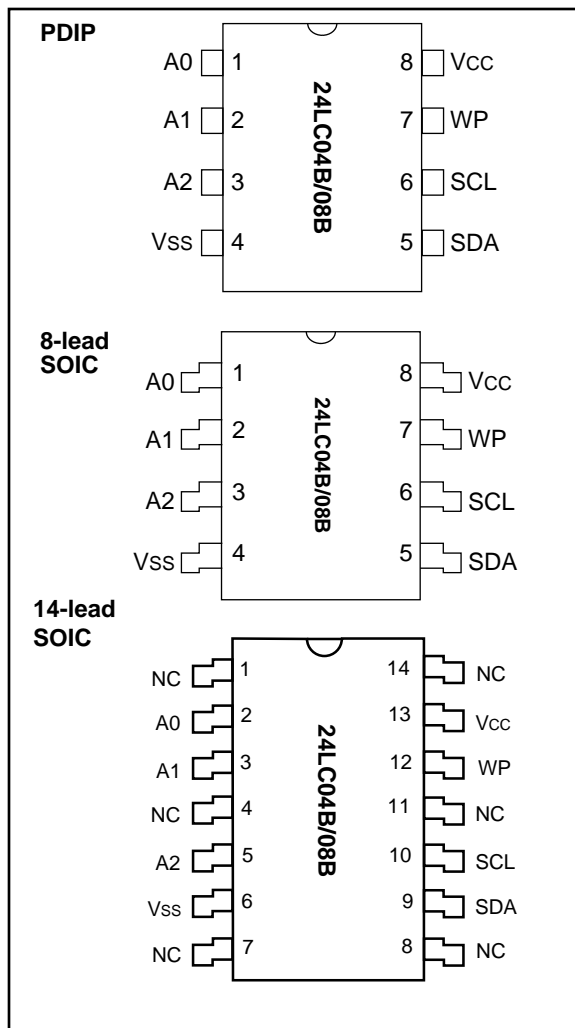 PDIP
A0 1 8 VCC
A1 2 7 WP
A2 3 6 SCL
VSS 4 5 SDA
24LC04B/08B
8-lead
SOIC
A0 1 8 VCC
A1 2 7 WP
A2 3 6 SCL
VSS 4 5 SDA
24LC04B/08B
14-lead
SOIC
NC 1 14 NC
A0 2 13 VCC
A1 3 12 WP
NC 4 11 NC
A2 5 10 SCL
VSS 6 9 SDA
NC 7 8 NC
24LC04B/08B